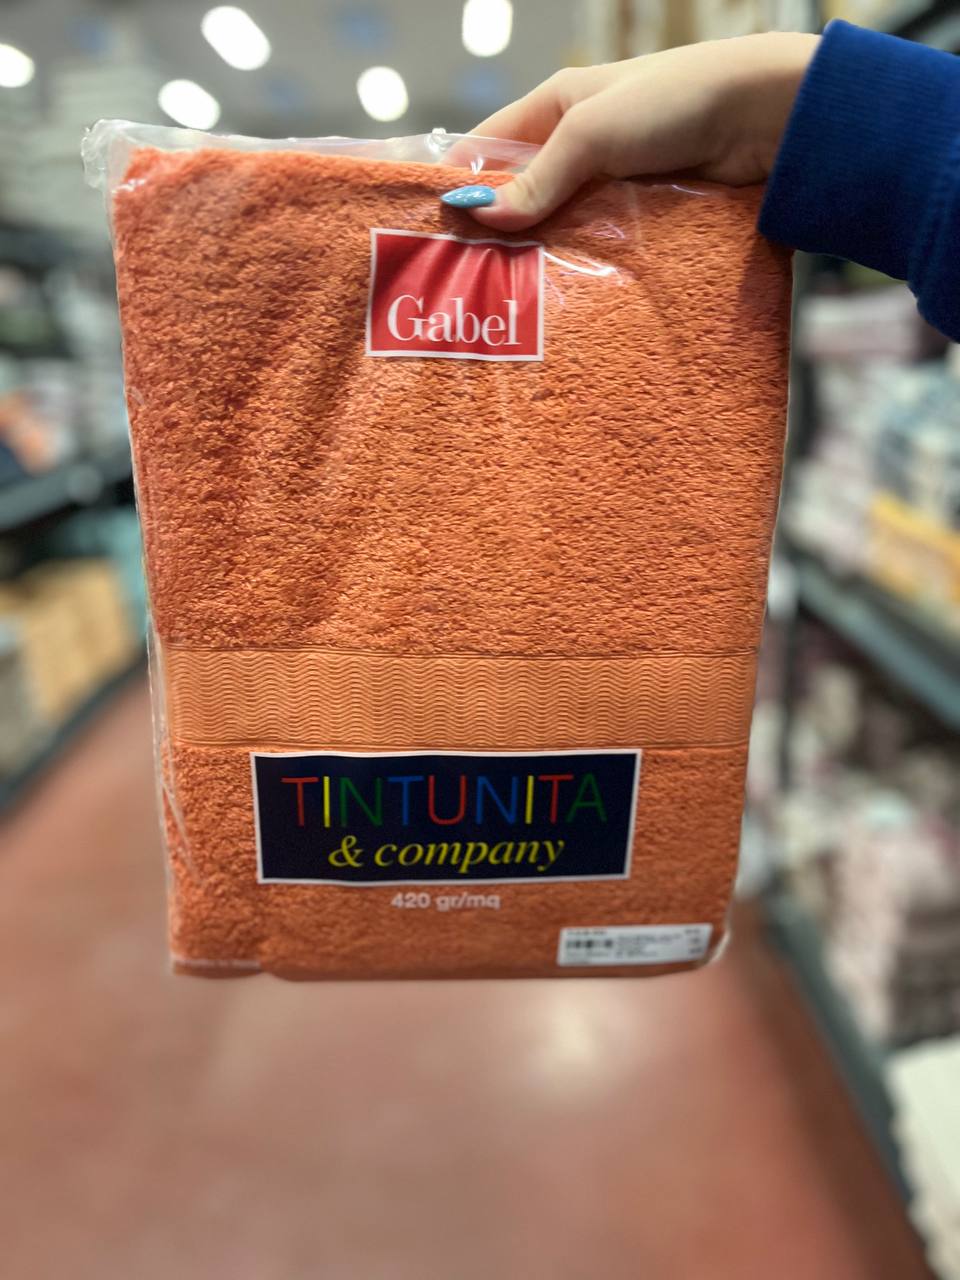 Gabel
TINTUNITA
& company
420 gr/mq